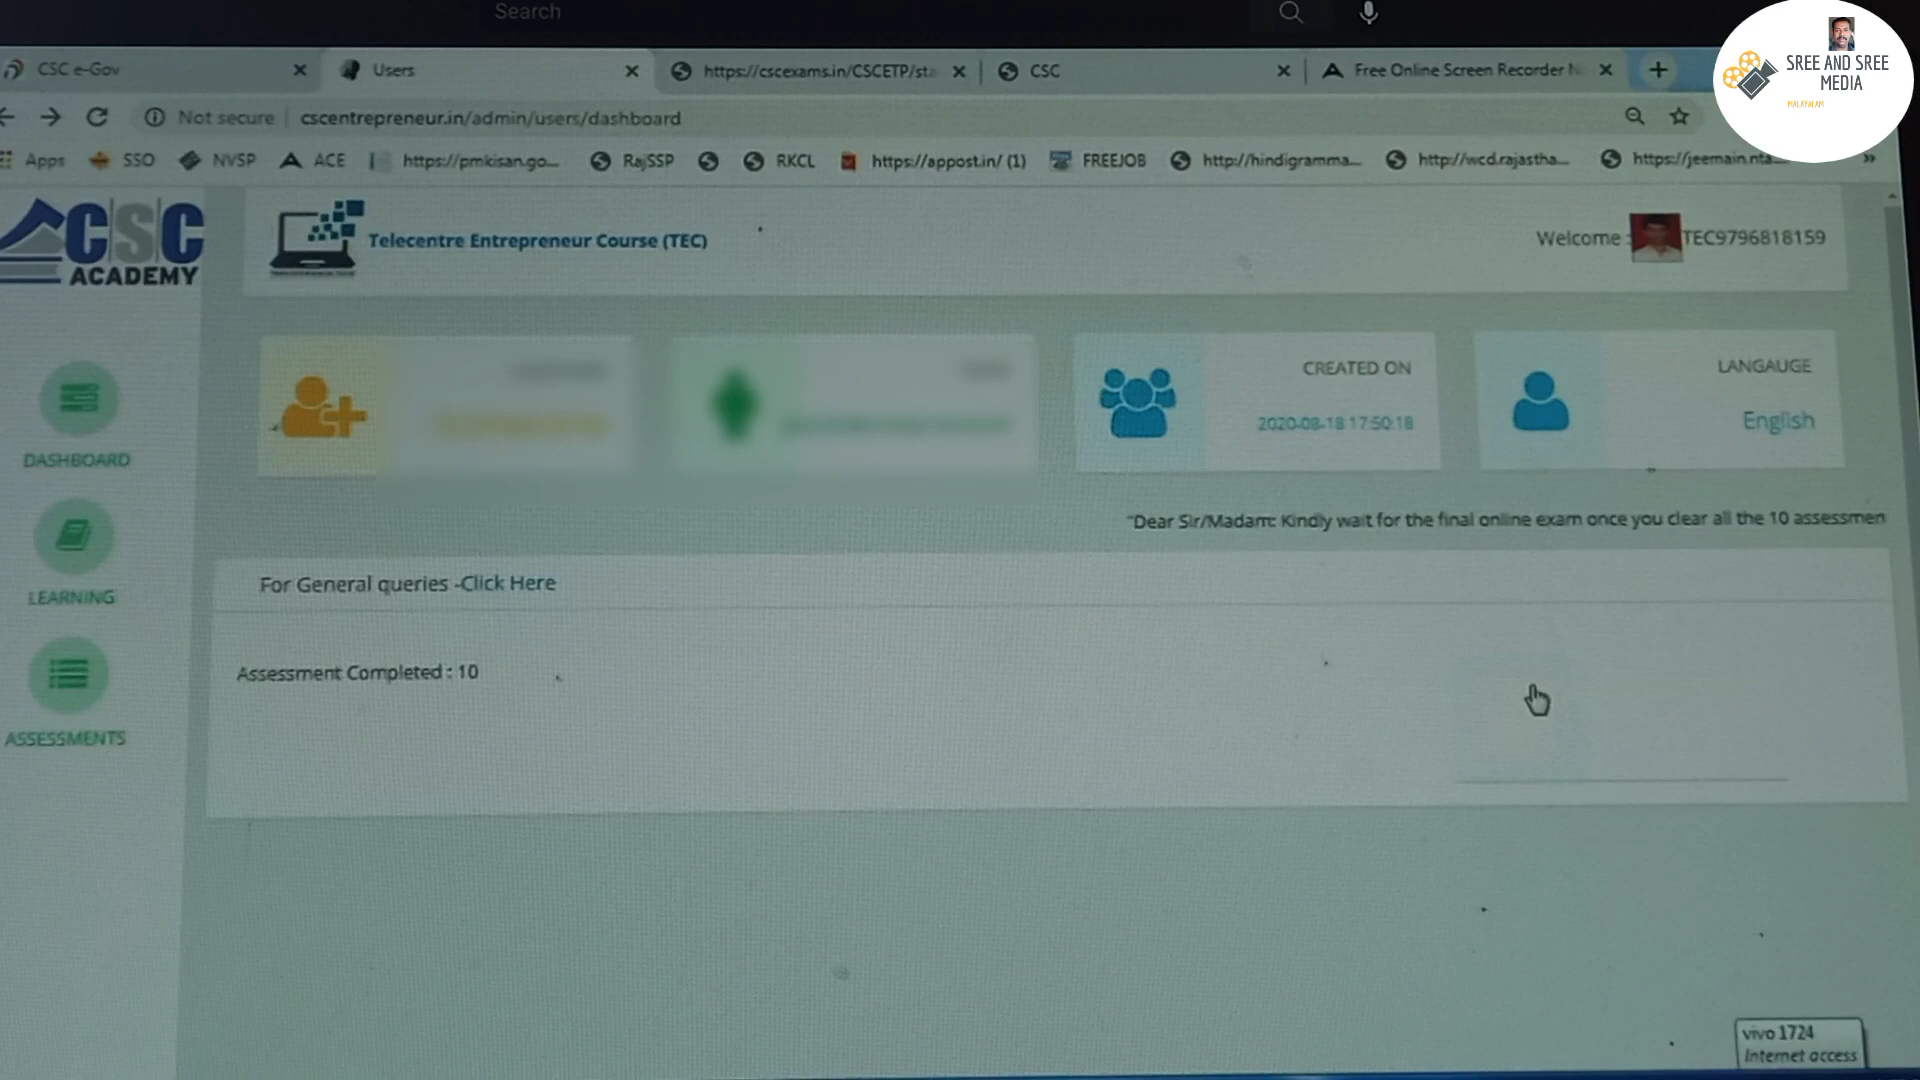 Search
CSC e-Gov
Users
https://cscexams.in/CSCETP/sta
CSC
Free Online Screen Recorder
SREE AND SREE
MEDIA
MALAYALAM
Not secure
cscentrepreneur.in/admin/users/dashboard
Apps
SSO
NVSP
ACE
https://pmkisan.go...
RajSSP
RKCL
https://appost.in/ (1)
FREEJOB
http://hindigramma...
http://wcd.rajastha...
https://jeemain.nta...
CSC
ACADEMY
Telecentre Entrepreneur Course (TEC)
Welcome : TEC9796818159
CREATED ON
2020-08-18 17:50:18
LANGAUGE
English
DASHBOARD
LEARNING
ASSESSMENTS
"Dear Sir/Madam: Kindly wait for the final online exam once you clear all the 10 assessmen
For General queries -Click Here
Assessment Completed : 10
vivo 1724
Internet access